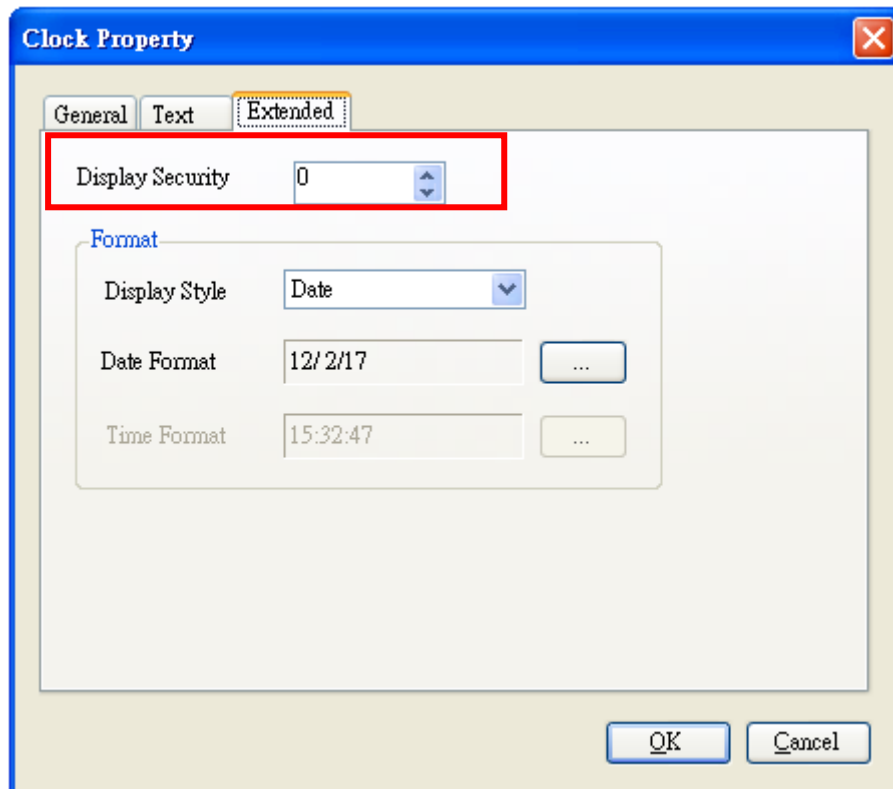 Clock Property
General Text Extended
Display Security 0
Format
Display Style Date
Date Format 12/ 2/17 ...
Time Format 15:32:47 ...
OK Cancel